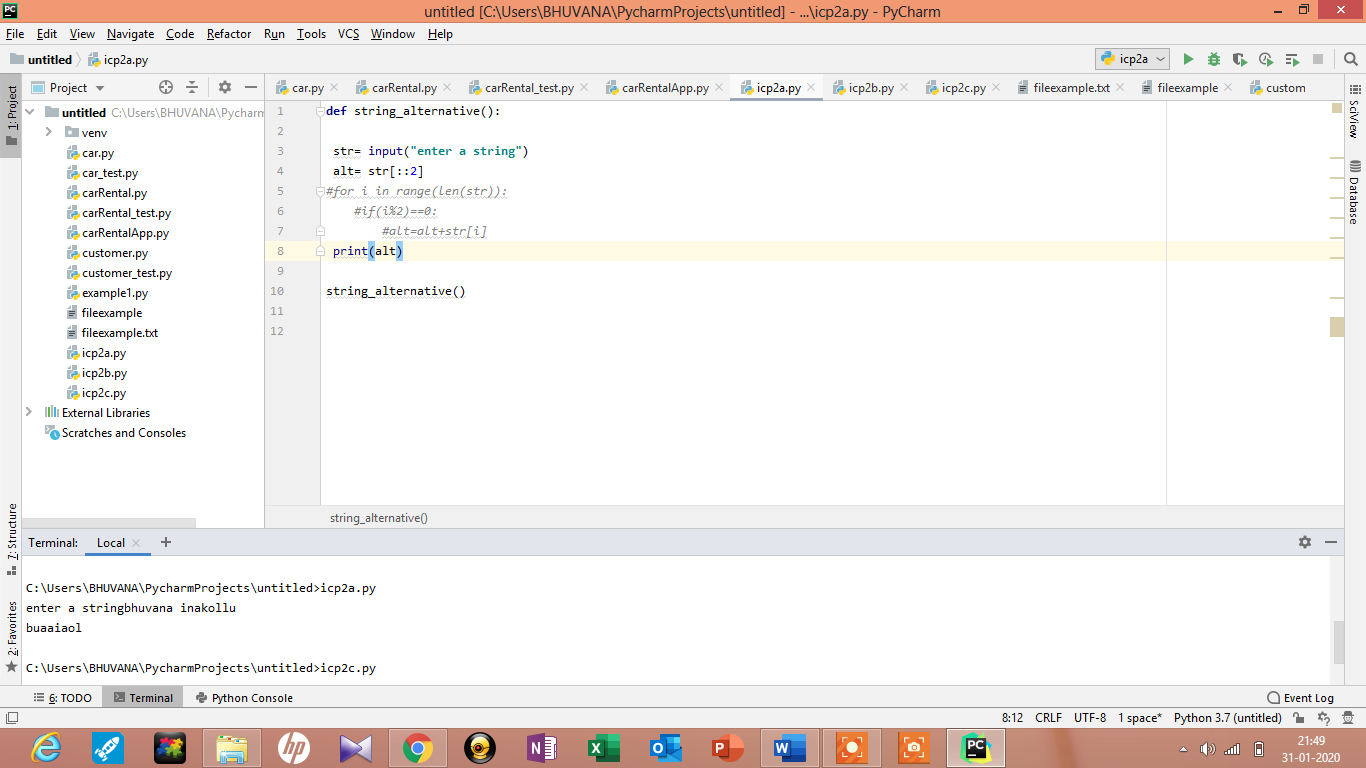 untitled [C:\Users\BHUVANA\PycharmProjects\untitled] - ...\icp2a.py - PyCharm
File Edit View Navigate Code Refactor Run Tools VCS Window Help
untitled icp2a.py icp2a
1: Project
Project
car.py carRental.py carRental_test.py carRentalApp.py icp2a.py icp2b.py icp2c.py fileexample.txt fileexample custom
untitled C:\Users\BHUVANA\Pycharm
venv
car.py
car_test.py
carRental.py
carRental_test.py
carRentalApp.py
customer.py
customer_test.py
example1.py
fileexample
fileexample.txt
icp2a.py
icp2b.py
icp2c.py
External Libraries
Scratches and Consoles
1 def string_alternative():
2
3 str= input("enter a string")
4 alt= str[::2]
5 #for i in range(len(str)):
6 #if(i%2)==0:
7 #alt=alt+str[i]
8 print(alt)
9
10 string_alternative()
11
12
string_alternative()
SciView
Database
7: Structure
2: Favorites
Terminal: Local +
C:\Users\BHUVANA\PycharmProjects\untitled>icp2a.py
enter a stringbhuvana inakollu
buaaiaol
C:\Users\BHUVANA\PycharmProjects\untitled>icp2c.py
6: TODO Terminal Python Console Event Log
8:12 CRLF UTF-8 1 space* Python 3.7 (untitled)
21:49
31-01-2020